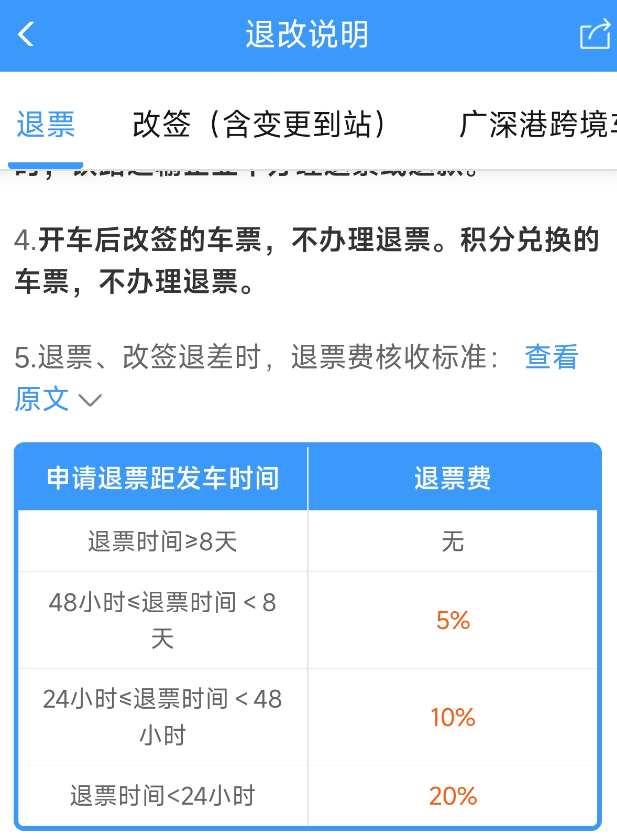 退改说明
退票
改签（含变更到站）
广深港跨境
4.开车后改签的车票，不办理退票。积分兑换的
车票，不办理退票。
5.退票、改签退差时，退票费核收标准： 查看
原文
申请退票距发车时间
退票费
退票时间≥8天
无
48小时≤退票时间＜8
天
5%
24小时≤退票时间＜48
小时
10%
退票时间<24小时
20%